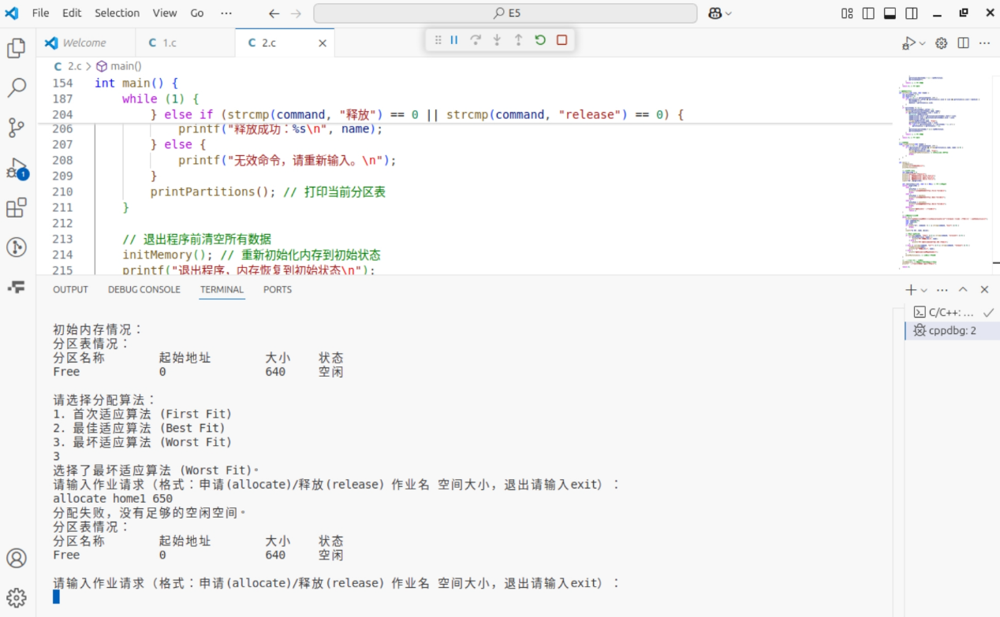 File Edit Selection View Go ··· E5
Welcome 1.c 2.c
2.c > main()
154 int main() {
187 while (1) {
204 } else if (strcmp(command, "释放") == 0 || strcmp(command, "release") == 0) {
206 printf("释放成功：%s\n", name);
207 } else {
208 printf("无效命令，请重新输入。\n");
209 }
210 printPartitions(); // 打印当前分区表
211 }
212
213 // 退出程序前清空所有数据
214 initMemory(); // 重新初始化内存到初始状态
215 printf("退出程序，内存恢复到初始状态\n");
1
OUTPUT DEBUG CONSOLE TERMINAL PORTS
C/C++: ...
cppdbg: 2
初始内存情况：
分区表情况：
分区名称 起始地址 大小 状态
Free 0 640 空闲
请选择分配算法：
1. 首次适应算法 (First Fit)
2. 最佳适应算法 (Best Fit)
3. 最坏适应算法 (Worst Fit)
3
选择了最坏适应算法 (Worst Fit)。
请输入作业请求（格式：申请(allocate)/释放(release) 作业名 空间大小，退出请输入exit）：
allocate home1 650
分配失败，没有足够的空闲空间。
分区表情况：
分区名称 起始地址 大小 状态
Free 0 640 空闲
请输入作业请求（格式：申请(allocate)/释放(release) 作业名 空间大小，退出请输入exit）：